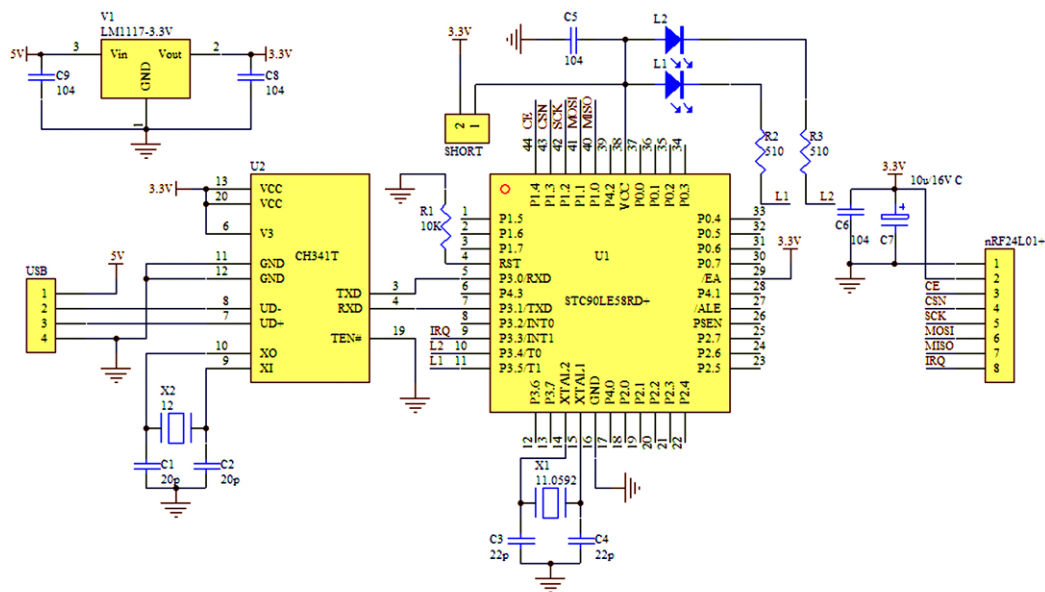 V1
LM1117-3.3V
5V
3
Vin
Vout
2
3.3V
GND
1
C9
104
C8
104
3.3V
C5
104
L2
L1
2
1
SHORT
R2
510
R3
510
L1
L2
3.3V
10u/16V C
C6
104
C7
+
nRF24L01+
1
2
CE
3
CSN
4
SCK
5
MOSI
6
MISO
7
IRQ
8
U2
CH341T
3.3V
13
VCC
20
VCC
6
V3
11
GND
12
GND
8
UD-
7
UD+
10
XO
9
XI
TXD
3
RXD
4
TEN#
19
USB
5V
1
2
3
4
X2
12
C1
20p
C2
20p
R1
10K
U1
STC90LE58RD+
CE
CSN
SCK
MOSI
MISO
44
43
42
41
40
39
38
37
36
35
34
P1.4
P1.3
P1.2
P1.1
P1.0
P4.2
VCC
P0.0
P0.1
P0.2
P0.3
1
P1.5
2
P1.6
3
P1.7
4
RST
5
P3.0/RXD
6
P4.3
7
P3.1/TXD
8
P3.2/INT0
IRQ
9
P3.3/INT1
L2
10
P3.4/T0
L1
11
P3.5/T1
P0.4
33
P0.5
32
P0.6
31
P0.7
30
/EA
29
P4.1
28
/ALE
27
PSEN
26
P2.7
25
P2.6
24
P2.5
23
3.3V
P3.6
P3.7
XTAL2
XTAL1
GND
P4.0
P2.0
P2.1
P2.2
P2.3
P2.4
12
13
14
15
16
17
18
19
20
21
22
X1
11.0592
C3
22p
C4
22p